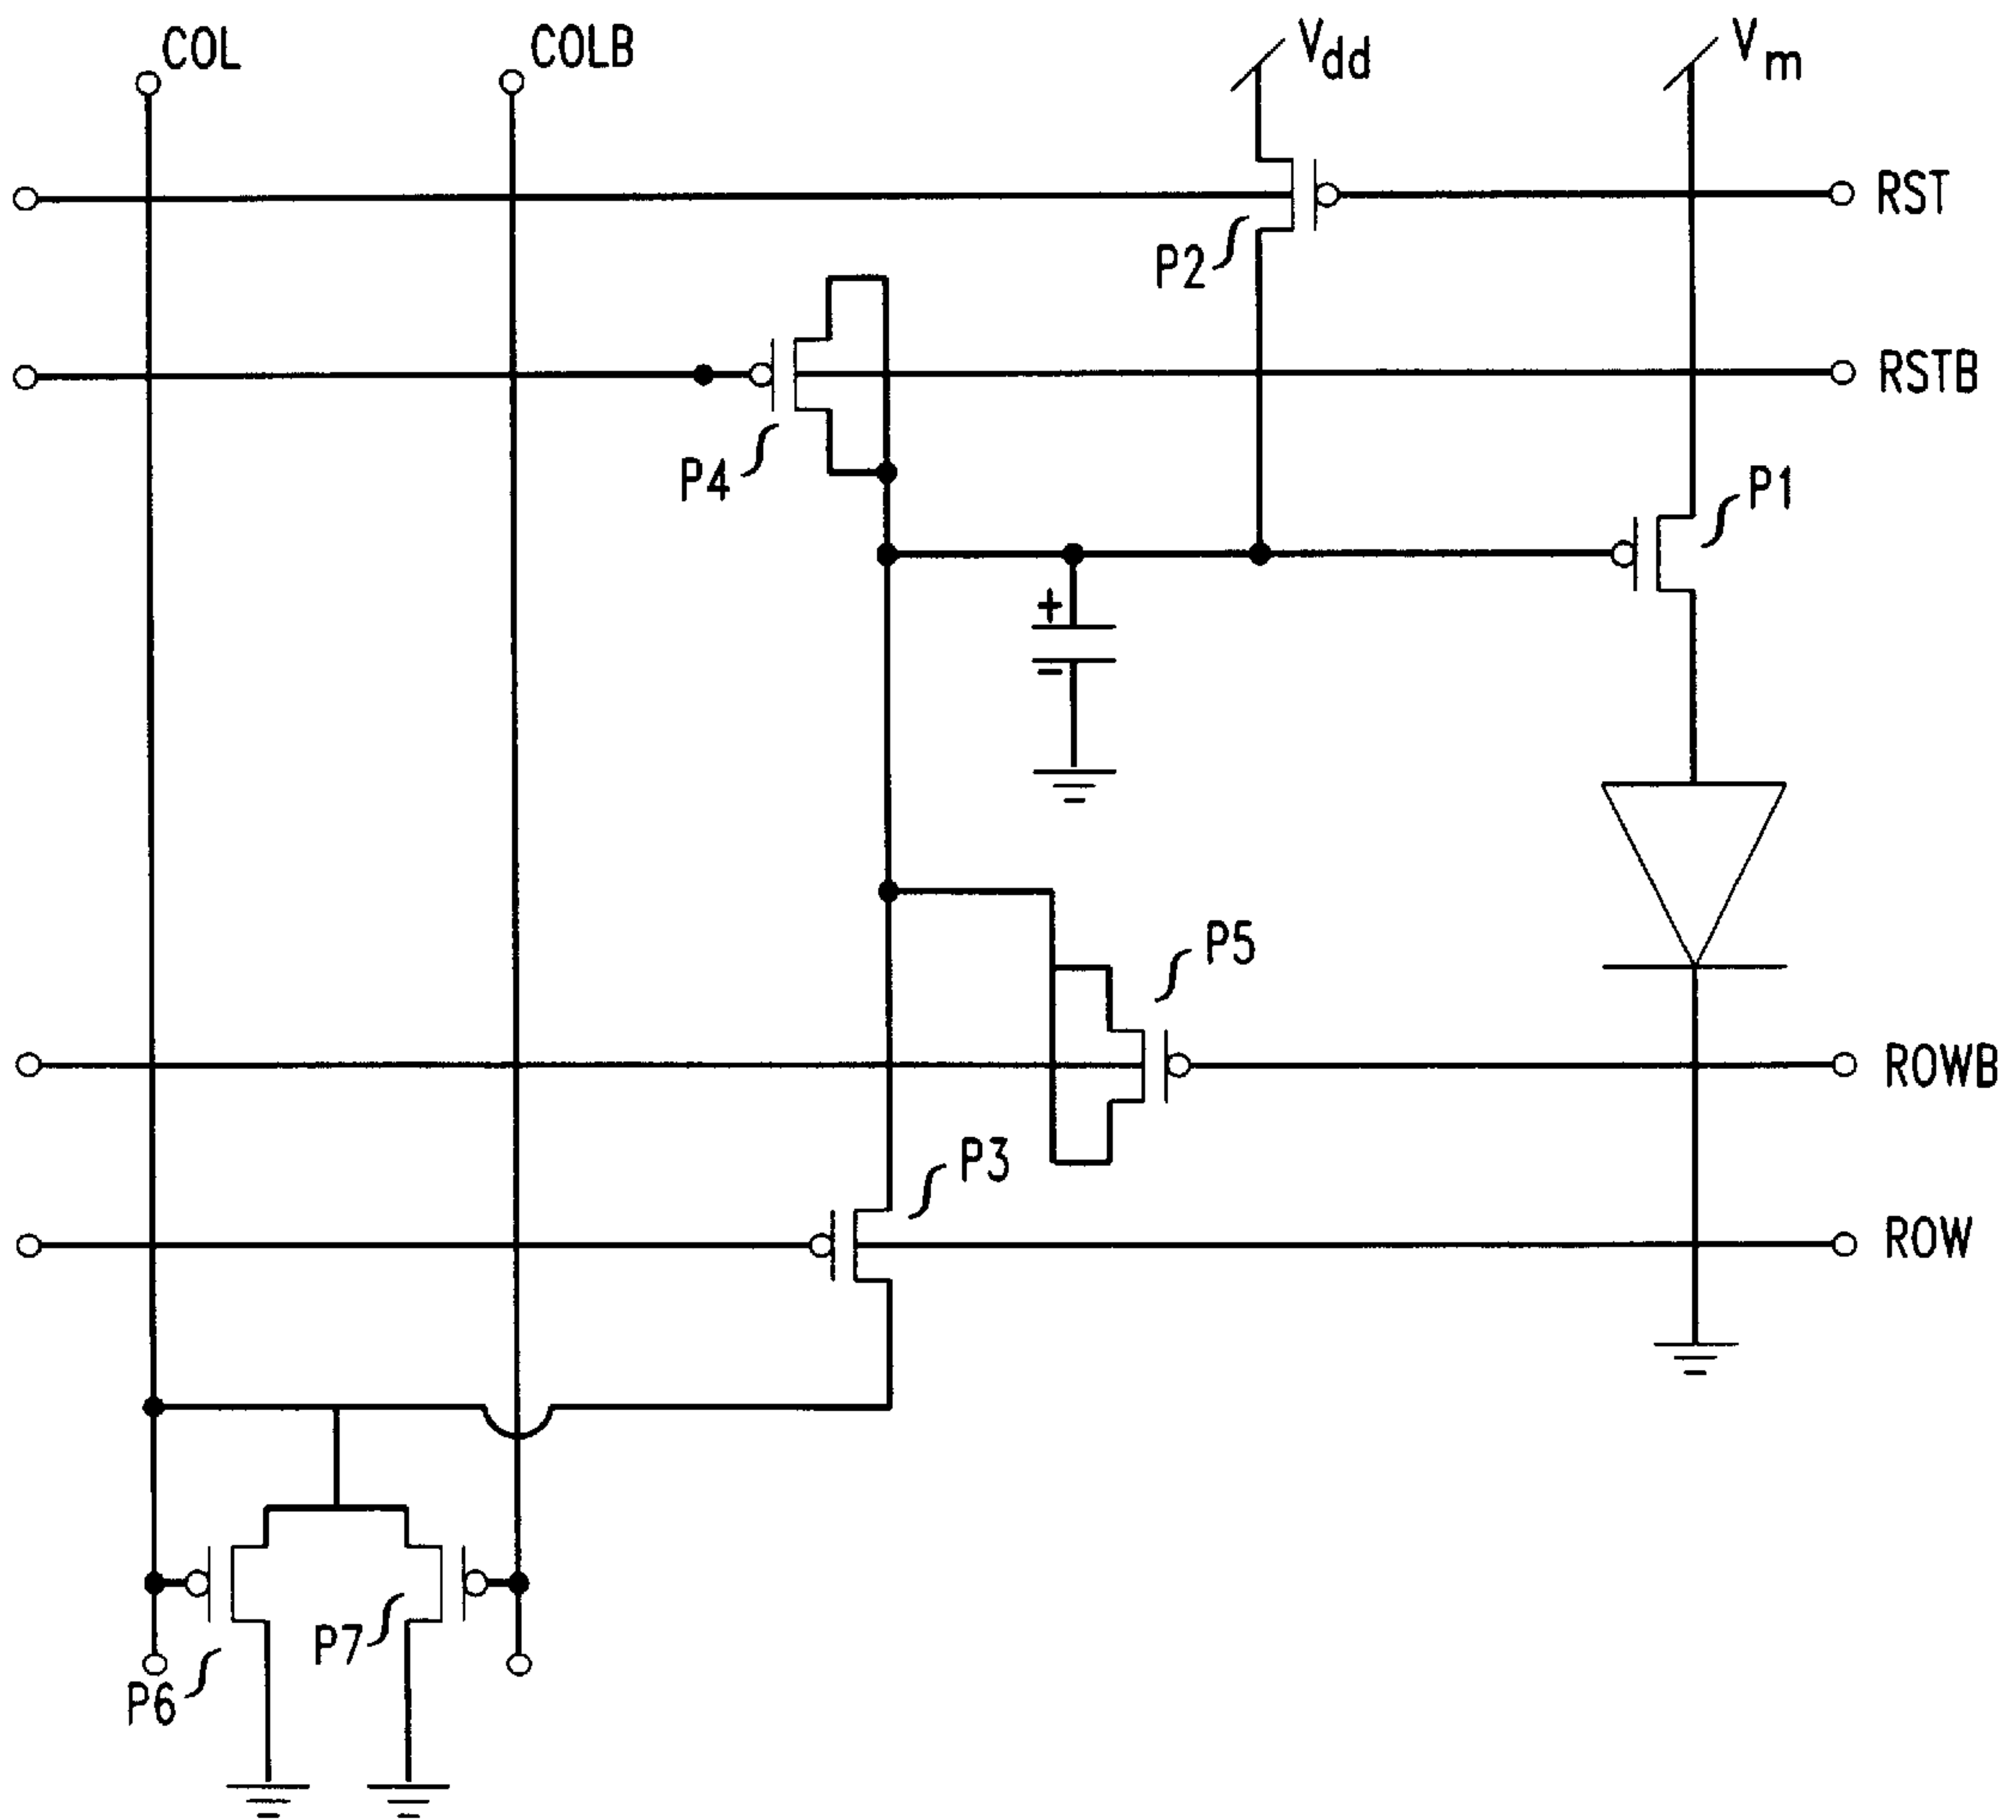 COL
COLB
Vdd
Vm
RST
P2
RSTB
P4
P1
+
-
P5
ROWB
P3
ROW
P7
P6